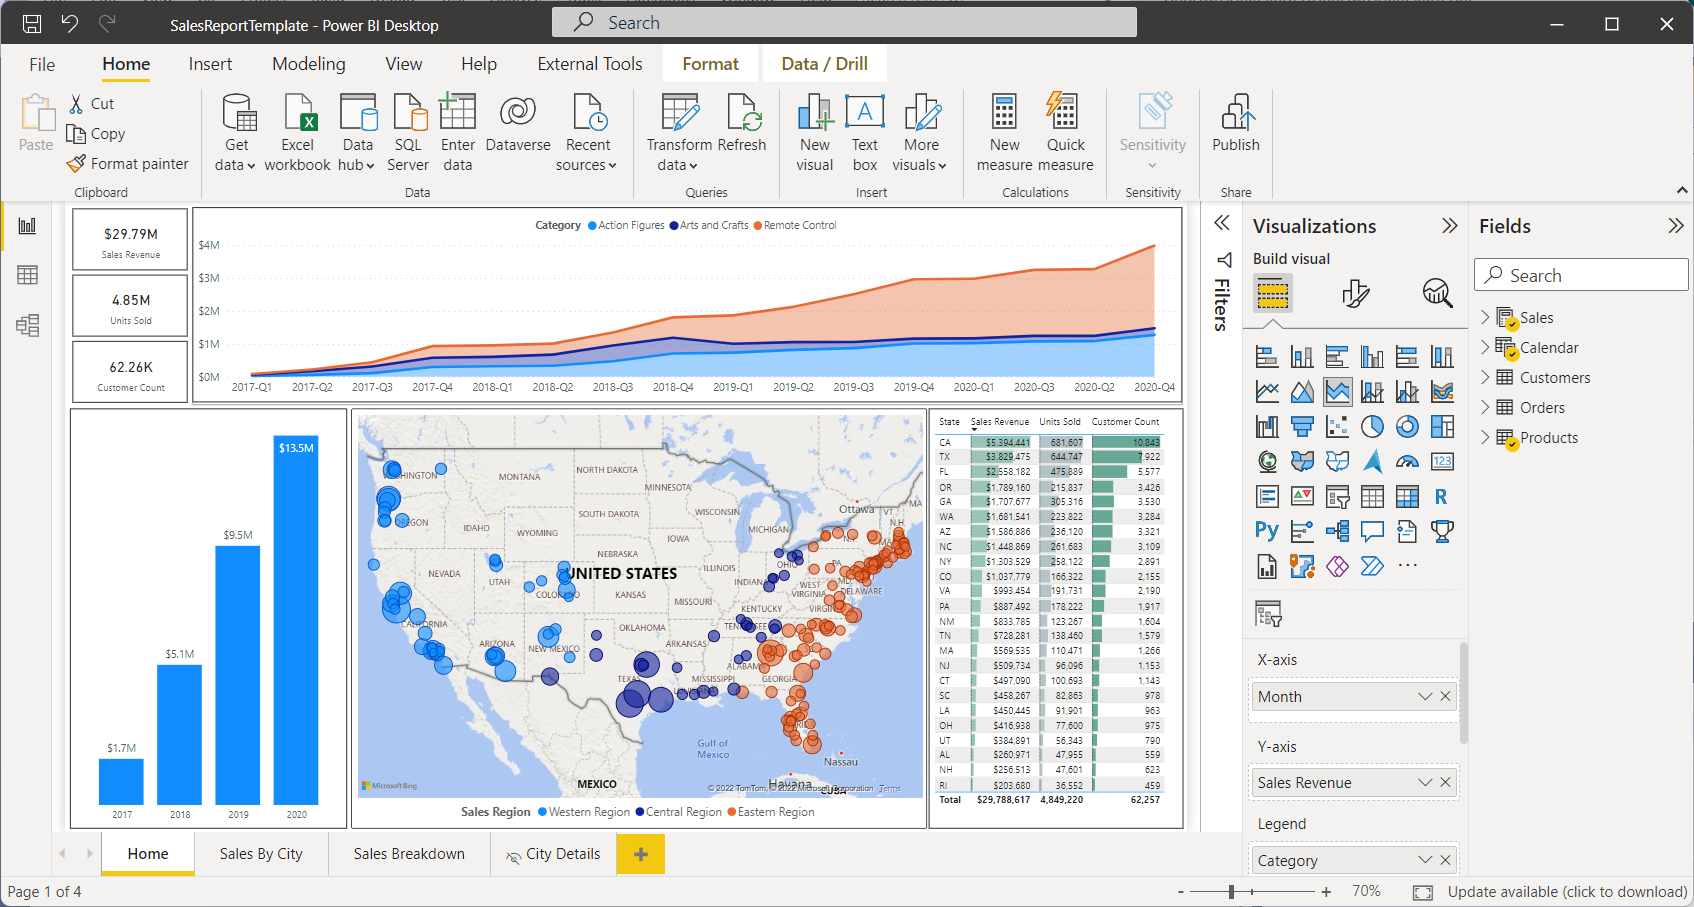 SalesReportTemplate - Power BI Desktop
Search
File Home Insert Modeling View Help External Tools Format Data / Drill
Paste
Cut
Copy
Format painter
Clipboard
Get data
Excel workbook
Data hub
SQL Server
Enter data
Dataverse
Recent sources
Data
Transform data
Refresh
Queries
New visual
Text box
More visuals
Insert
New measure
Quick measure
Calculations
Sensitivity
Sensitivity
Publish
Share
$29.79M
Sales Revenue
4.85M
Units Sold
62.26K
Customer Count
Category Action Figures Arts and Crafts Remote Control
$4M
$3M
$2M
$1M
$0M
2017-Q1 2017-Q2 2017-Q3 2017-Q4 2018-Q1 2018-Q2 2018-Q3 2018-Q4 2019-Q1 2019-Q2 2019-Q3 2019-Q4 2020-Q1 2020-Q3 2020-Q2 2020-Q4
$13.5M
$9.5M
$5.1M
$1.7M
2017 2018 2019 2020
MONTANA
NORTH DAKOTA
MINNESOTA
SOUTH DAKOTA
WISCONSIN
MICHIGAN
Ottawa
VT.
N.H.
MA
IDAHO
WYOMING
IOWA
NEBRASKA
NEVADA
UTAH
UNITED STATES
ILLINOIS
INDIANA
OHIO
PA.
MD.
DELAWARE
WEST VIRGINIA
KANSAS
MISSOURI
KENTUCKY
CALIFORNIA
ARIZONA
NEW MEXICO
OKLAHOMA
ARKANSAS
MISSISSIPPI
GEORGIA
TEXAS
Gulf of Mexico
Nassau
MEXICO
Havana
CUBA
Microsoft Bing
© 2022 TomTom, © 2022 Microsoft Corporation Terms
Sales Region Western Region Central Region Eastern Region
State Sales Revenue Units Sold Customer Count
CA $5,394,441 681,607 10,843
TX $3,829,475 644,747 7,922
FL $2,558,182 475,889 5,577
OR $1,789,160 215,837 3,426
GA $1,707,677 305,316 3,530
WA $1,681,541 223,822 3,284
AZ $1,586,886 236,120 3,321
NC $1,448,869 261,683 3,109
NY $1,303,529 258,122 2,891
CO $1,037,779 166,322 2,155
VA $993,454 191,731 2,190
PA $887,492 178,222 1,917
NM $833,785 123,267 1,604
TN $728,281 138,460 1,579
MA $569,535 110,471 1,266
NJ $509,734 96,096 1,153
CT $497,090 100,693 1,143
SC $458,267 82,863 978
LA $450,445 91,901 963
OH $416,938 77,600 975
UT $384,891 56,343 790
AL $260,971 47,955 559
NH $256,513 47,601 623
RI $203,680 36,552 459
Total $29,788,617 4,849,220 62,257
Filters
Visualizations
Build visual
123
R
Py
X-axis
Month
Y-axis
Sales Revenue
Legend
Category
Fields
Search
Sales
Calendar
Customers
Orders
Products
Home Sales By City Sales Breakdown City Details +
Page 1 of 4
- + 70% Update available (click to download)